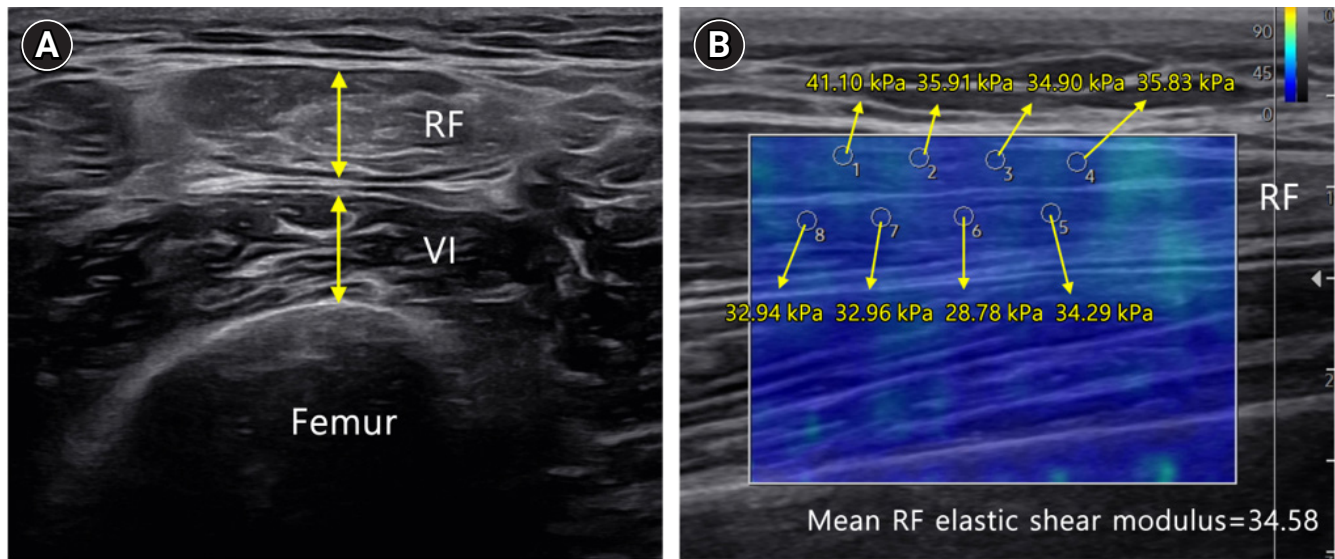 A
RF
VI
Femur
B
90
45
0
41.10 kPa 35.91 kPa 34.90 kPa 35.83 kPa
1
2
3
4
RF
1
8
7
6
5
32.94 kPa 32.96 kPa 28.78 kPa 34.29 kPa
2
Mean RF elastic shear modulus=34.58